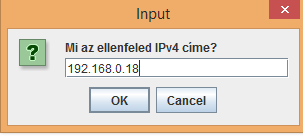 Input
Mi az ellenfeled IPv4 címe?
192.168.0.18
OK Cancel